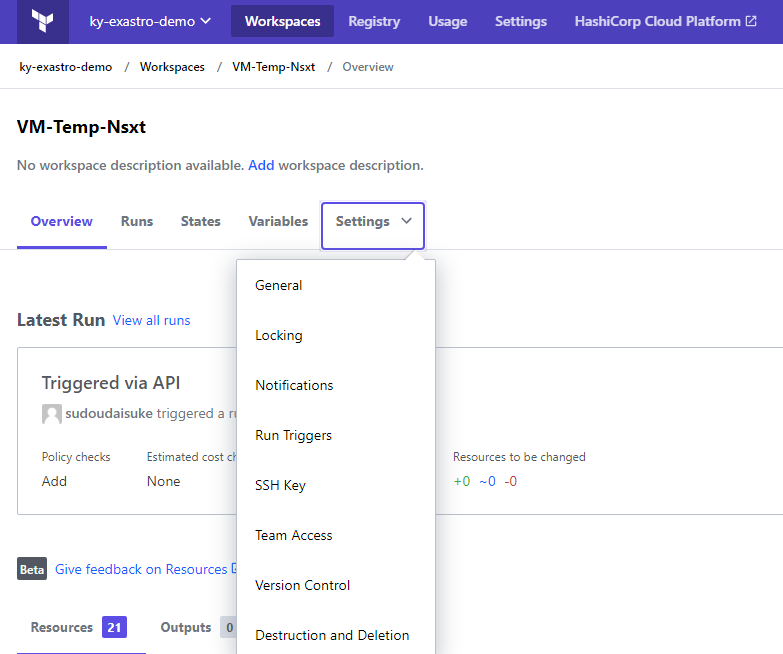 ky-exastro-demo Workspaces Registry Usage Settings HashiCorp Cloud Platform
ky-exastro-demo / Workspaces / VM-Temp-Nsxt / Overview
VM-Temp-Nsxt
No workspace description available. Add workspace description.
Overview Runs States Variables Settings
General
Locking
Notifications
Run Triggers
SSH Key
Team Access
Version Control
Destruction and Deletion
Latest Run View all runs
Triggered via API
sudoudaisuke triggered a
Policy checks Estimated cost Resources to be changed
Add None +0 ~0 -0
Beta Give feedback on Resources
Resources 21 Outputs 0